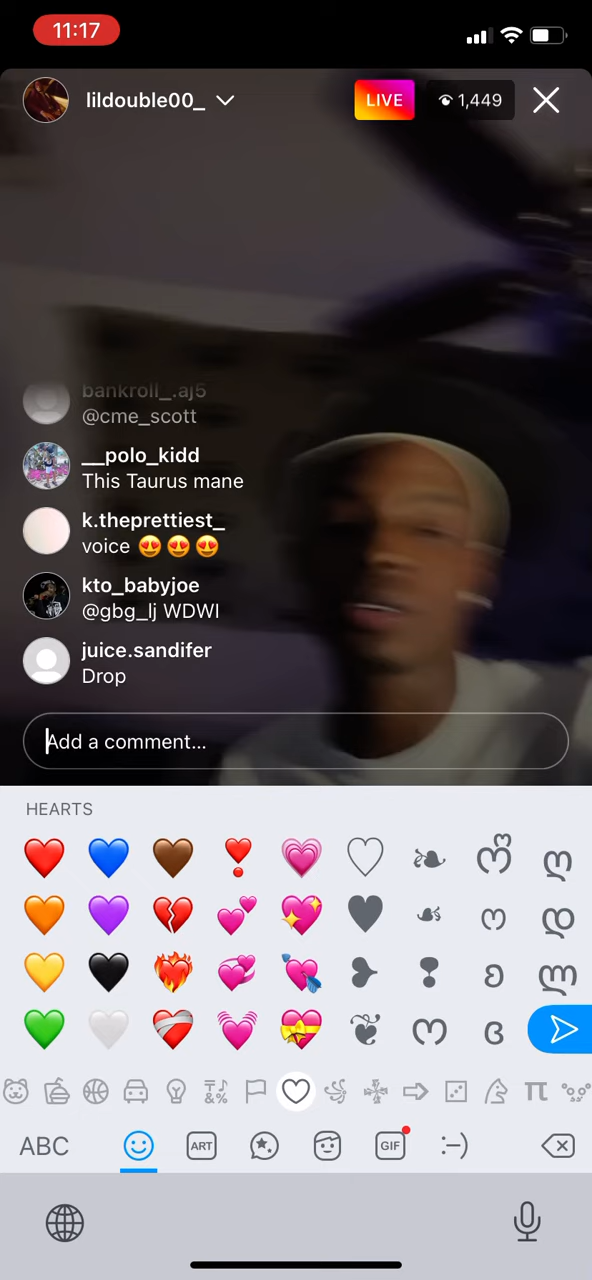 11:17
lildouble00_
LIVE
1,449
bankroll_.aj5
@cme_scott
__polo_kidd
This Taurus mane
k.theprettiest_
voice 😍😍😍
kto_babyjoe
@gbg_lj WDWI
juice.sandifer
Drop
Add a comment...
HEARTS
ABC
ART
GIF
:-)